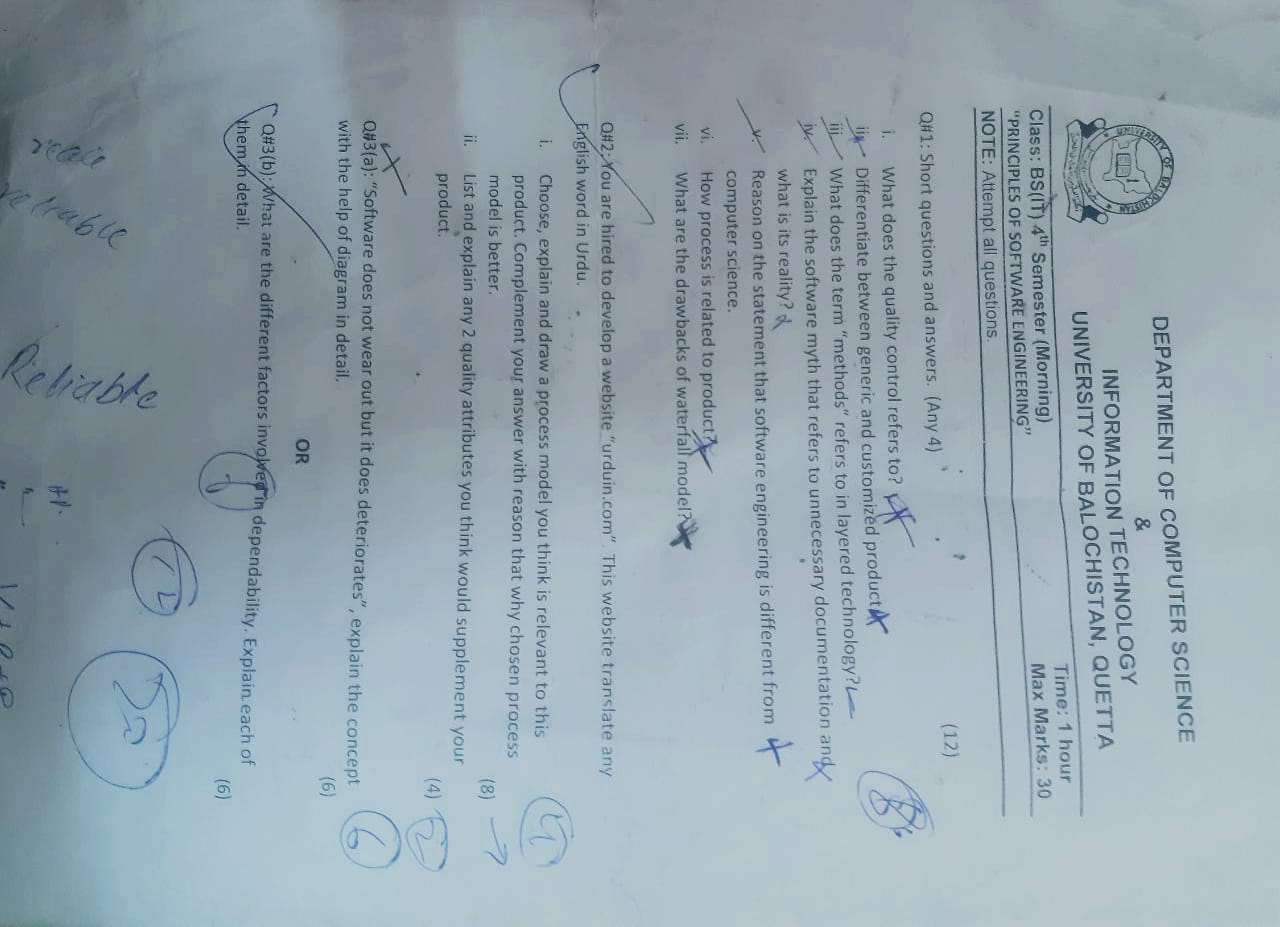 DEPARTMENT OF COMPUTER SCIENCE
&
INFORMATION TECHNOLOGY
UNIVERSITY OF BALOCHISTAN, QUETTA
UNIVERSITY OF BALOCHISTAN
Class: BS(IT) 4th Semester (Morning) Time: 1 hour
"PRINCIPLES OF SOFTWARE ENGINEERING" Max Marks: 30
NOTE: Attempt all questions.
Q#1: Short questions and answers. (Any 4) (12)
i. What does the quality control refers to?
ii. Differentiate between generic and customized product
iii. What does the term "methods" refers to in layered technology?
iv. Explain the software myth that refers to unnecessary documentation and
what is its reality?
v. Reason on the statement that software engineering is different from
computer science.
vi. How process is related to product?
vii. What are the drawbacks of waterfall model?
Q#2: You are hired to develop a website "urduin.com". This website translate any
English word in Urdu.
i. Choose, explain and draw a process model you think is relevant to this
product. Complement your answer with reason that why chosen process
model is better. (8)
ii. List and explain any 2 quality attributes you think would supplement your
product. (4)
Q#3(a): "Software does not wear out but it does deteriorates", explain the concept
with the help of diagram in detail. (6)
6
OR
Q#3(b): What are the different factors involved in dependability. Explain each of
them in detail. (6)
Reliable